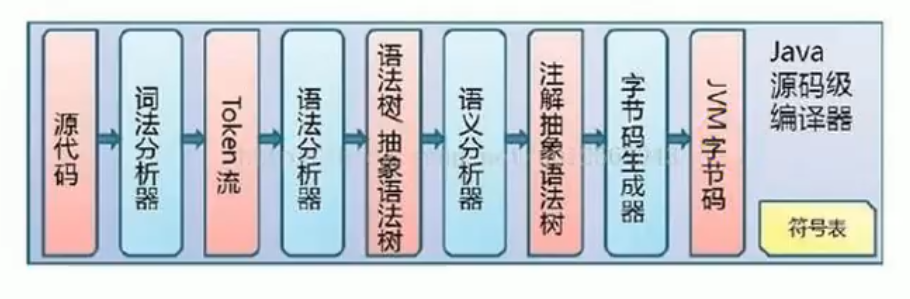 源代码
词法分析器
Token 流
语法分析器
语法树/抽象语法树
语义分析器
注解抽象语法树
字节码生成器
JVM 字节码
Java
源码级
编译器
符号表